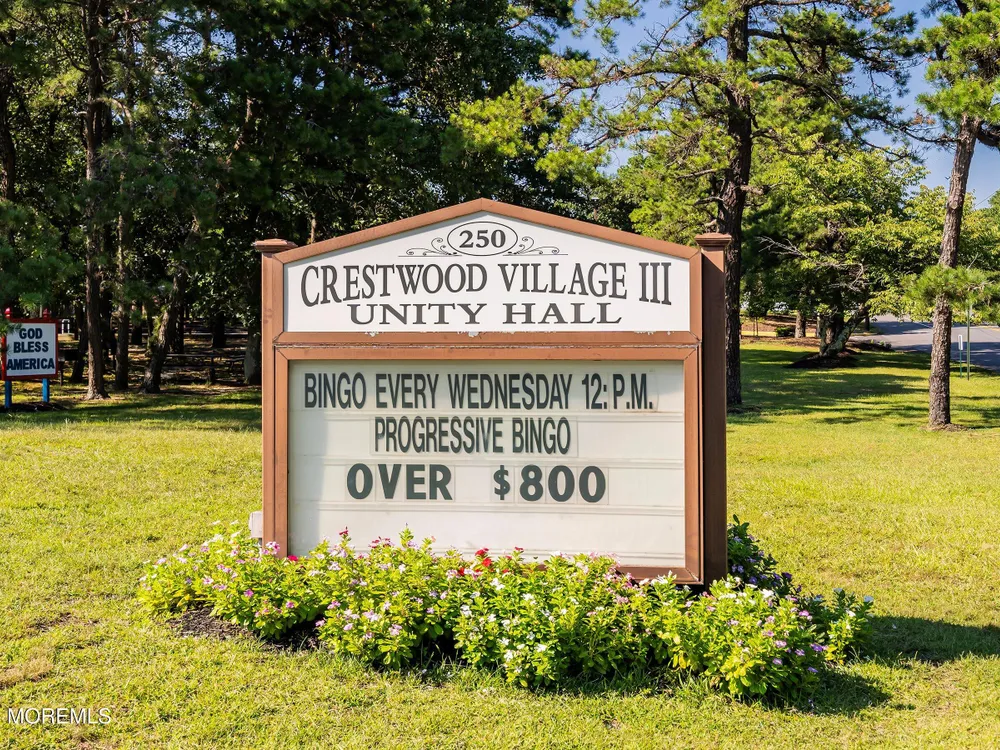 250
CRESTWOOD VILLAGE III
UNITY HALL
BINGO EVERY WEDNESDAY 12: P.M.
PROGRESSIVE BINGO
OVER $800
GOD
BLESS
AMERICA
MOREMLS